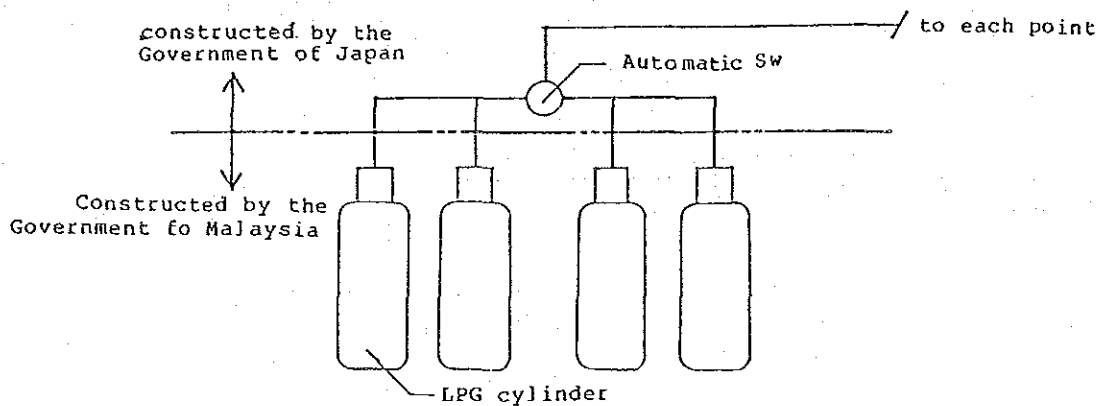 constructed by the
Government of Japan
to each point
Automatic Sw
Constructed by the
Government fo Malaysia
LPG cylinder